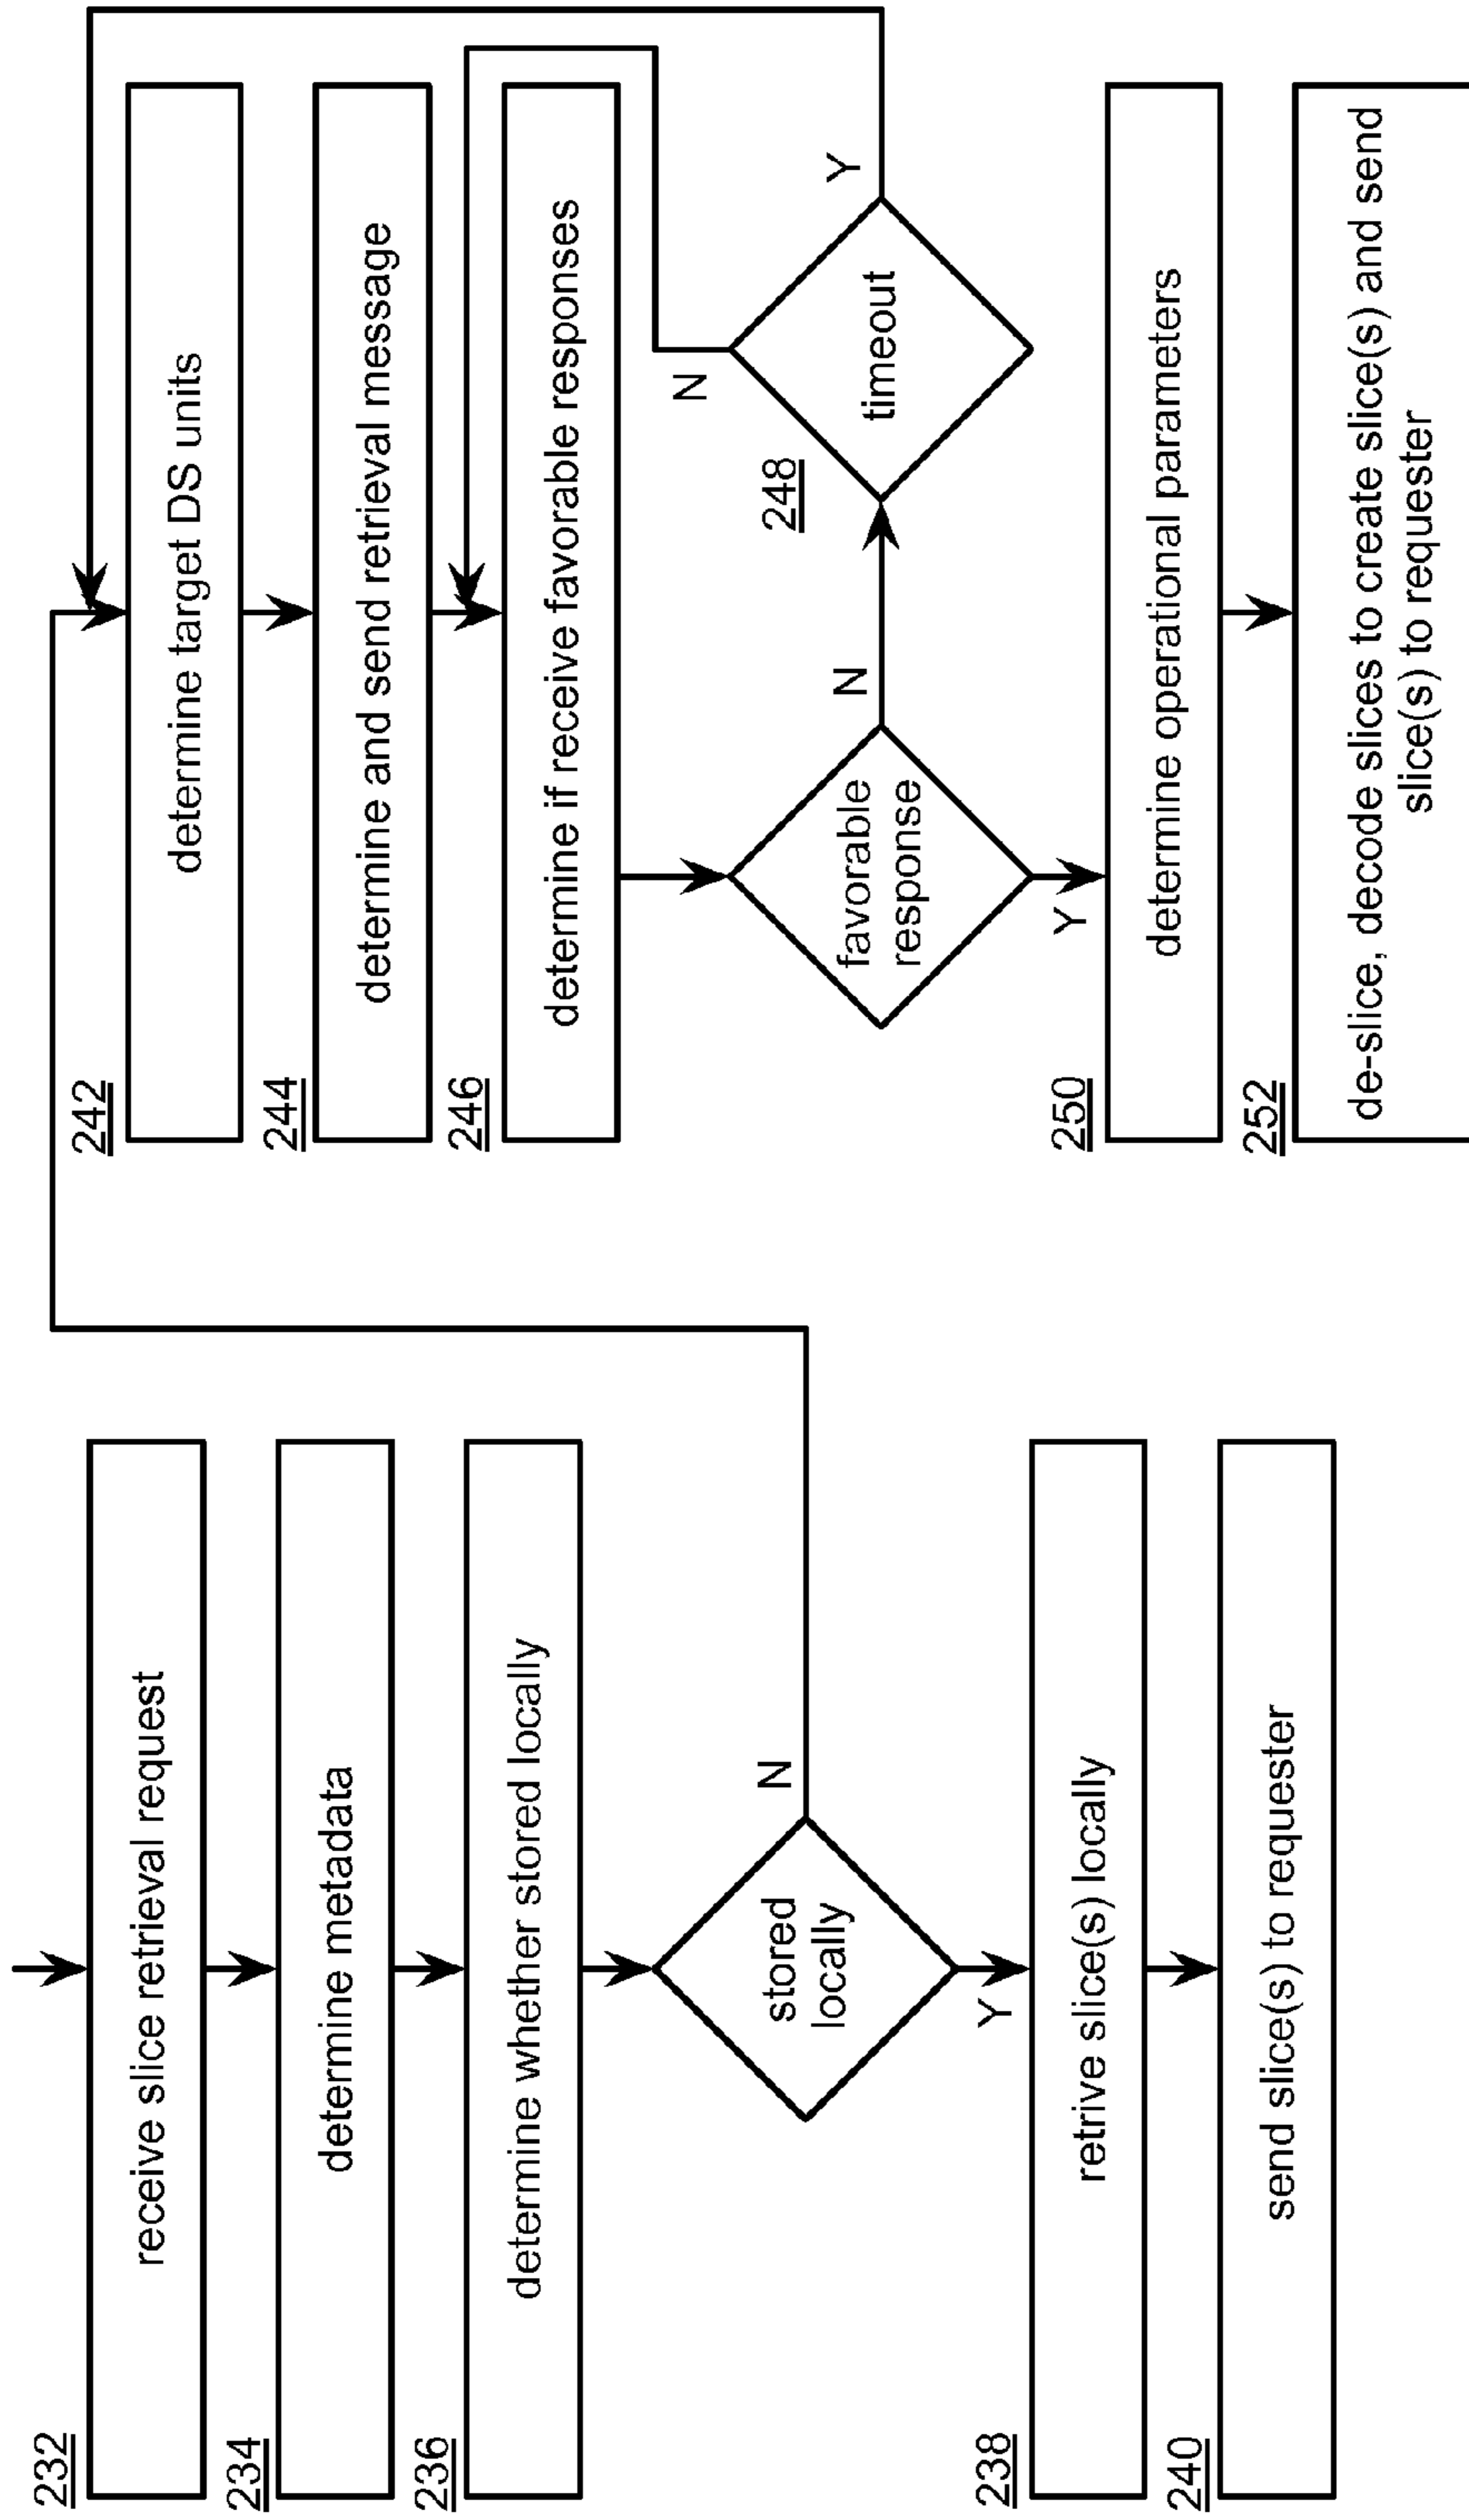 232
receive slice retrieval request
234
determine metadata
236
determine whether stored locally
stored
locally
N
Y
238
retrive slice(s) locally
240
send slice(s) to requester
242
determine target DS units
244
determine and send retrieval message
246
determine if receive favorable responses
favorable
response
N
Y
248
timeout
N
Y
250
determine operational parameters
252
de-slice, decode slices to create slice(s) and send
slice(s) to requester